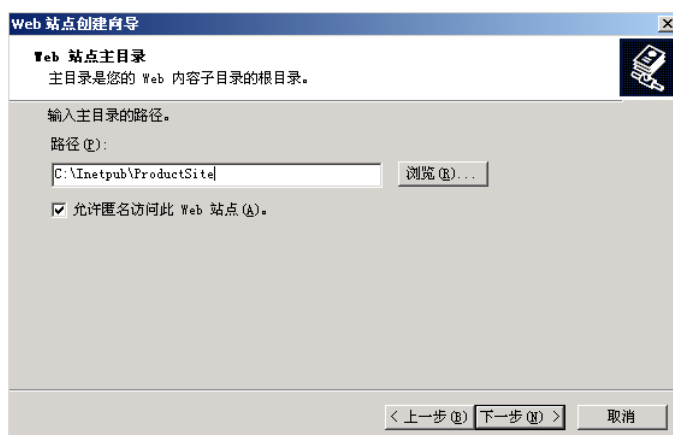 Web 站点创建向导
Web 站点主目录
主目录是您的 Web 内容子目录的根目录。
输入主目录的路径。
路径(P):
C:\Inetpub\ProductSite
浏览(R)...
允许匿名访问此 Web 站点(A)。
< 上一步(B) 下一步(N) > 取消